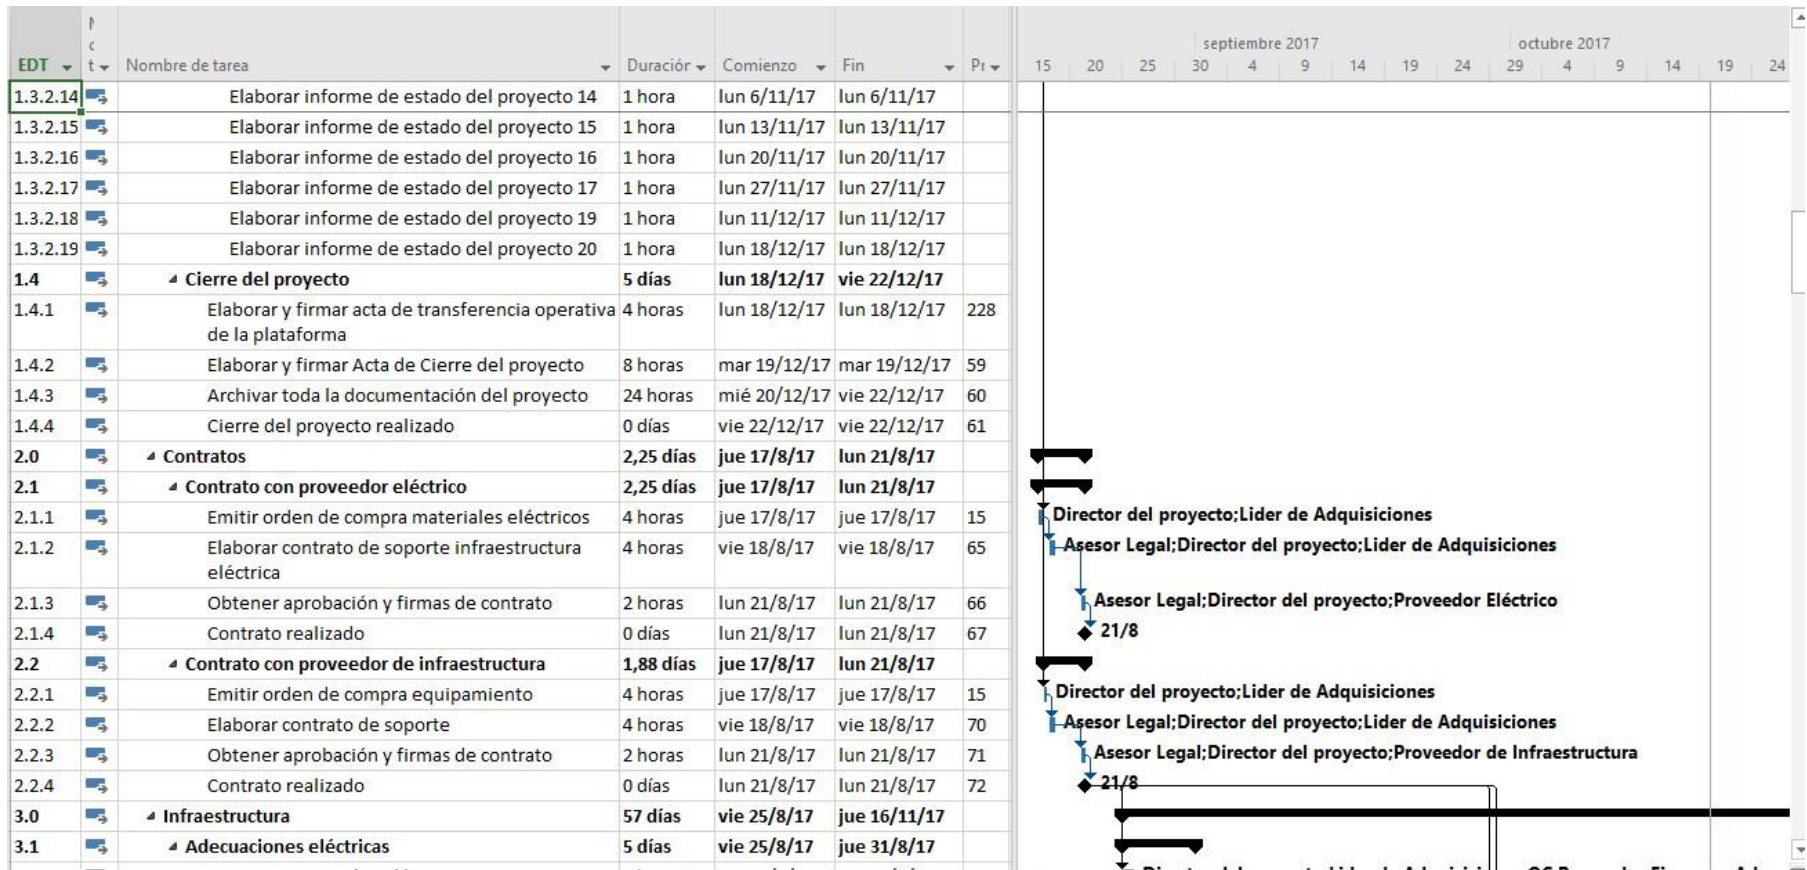 septiembre 2017 octubre 2017
EDT Nombre de tarea Duraciór Comienzo Fin Pr 15 20 25 30 4 9 14 19 24 29 4 9 14 19 24
1.3.2.14 Elaborar informe de estado del proyecto 14 1 hora lun 6/11/17 lun 6/11/17
1.3.2.15 Elaborar informe de estado del proyecto 15 1 hora lun 13/11/17 lun 13/11/17
1.3.2.16 Elaborar informe de estado del proyecto 16 1 hora lun 20/11/17 lun 20/11/17
1.3.2.17 Elaborar informe de estado del proyecto 17 1 hora lun 27/11/17 lun 27/11/17
1.3.2.18 Elaborar informe de estado del proyecto 19 1 hora lun 11/12/17 lun 11/12/17
1.3.2.19 Elaborar informe de estado del proyecto 20 1 hora lun 18/12/17 lun 18/12/17
1.4 Cierre del proyecto 5 días lun 18/12/17 vie 22/12/17
1.4.1 Elaborar y firmar acta de transferencia operativa 4 horas lun 18/12/17 lun 18/12/17 228
de la plataforma
1.4.2 Elaborar y firmar Acta de Cierre del proyecto 8 horas mar 19/12/17 mar 19/12/17 59
1.4.3 Archivar toda la documentación del proyecto 24 horas mié 20/12/17 vie 22/12/17 60
1.4.4 Cierre del proyecto realizado 0 días vie 22/12/17 vie 22/12/17 61
2.0 Contratos 2,25 días jue 17/8/17 lun 21/8/17
2.1 Contrato con proveedor eléctrico 2,25 días jue 17/8/17 lun 21/8/17
2.1.1 Emitir orden de compra materiales eléctricos 4 horas jue 17/8/17 jue 17/8/17 15 Director del proyecto;Lider de Adquisiciones
2.1.2 Elaborar contrato de soporte infraestructura 4 horas vie 18/8/17 vie 18/8/17 65 Asesor Legal;Director del proyecto;Lider de Adquisiciones
eléctrica
2.1.3 Obtener aprobación y firmas de contrato 2 horas lun 21/8/17 lun 21/8/17 66 Asesor Legal;Director del proyecto;Proveedor Eléctrico
2.1.4 Contrato realizado 0 días lun 21/8/17 lun 21/8/17 67 21/8
2.2 Contrato con proveedor de infraestructura 1,88 días jue 17/8/17 lun 21/8/17
2.2.1 Emitir orden de compra equipamiento 4 horas jue 17/8/17 jue 17/8/17 15 Director del proyecto;Lider de Adquisiciones
2.2.2 Elaborar contrato de soporte 4 horas vie 18/8/17 vie 18/8/17 70 Asesor Legal;Director del proyecto;Lider de Adquisiciones
2.2.3 Obtener aprobación y firmas de contrato 2 horas lun 21/8/17 lun 21/8/17 71 Asesor Legal;Director del proyecto;Proveedor de Infraestructura
2.2.4 Contrato realizado 0 días lun 21/8/17 lun 21/8/17 72 21/8
3.0 Infraestructura 57 días vie 25/8/17 jue 16/11/17
3.1 Adecuaciones eléctricas 5 días vie 25/8/17 jue 31/8/17